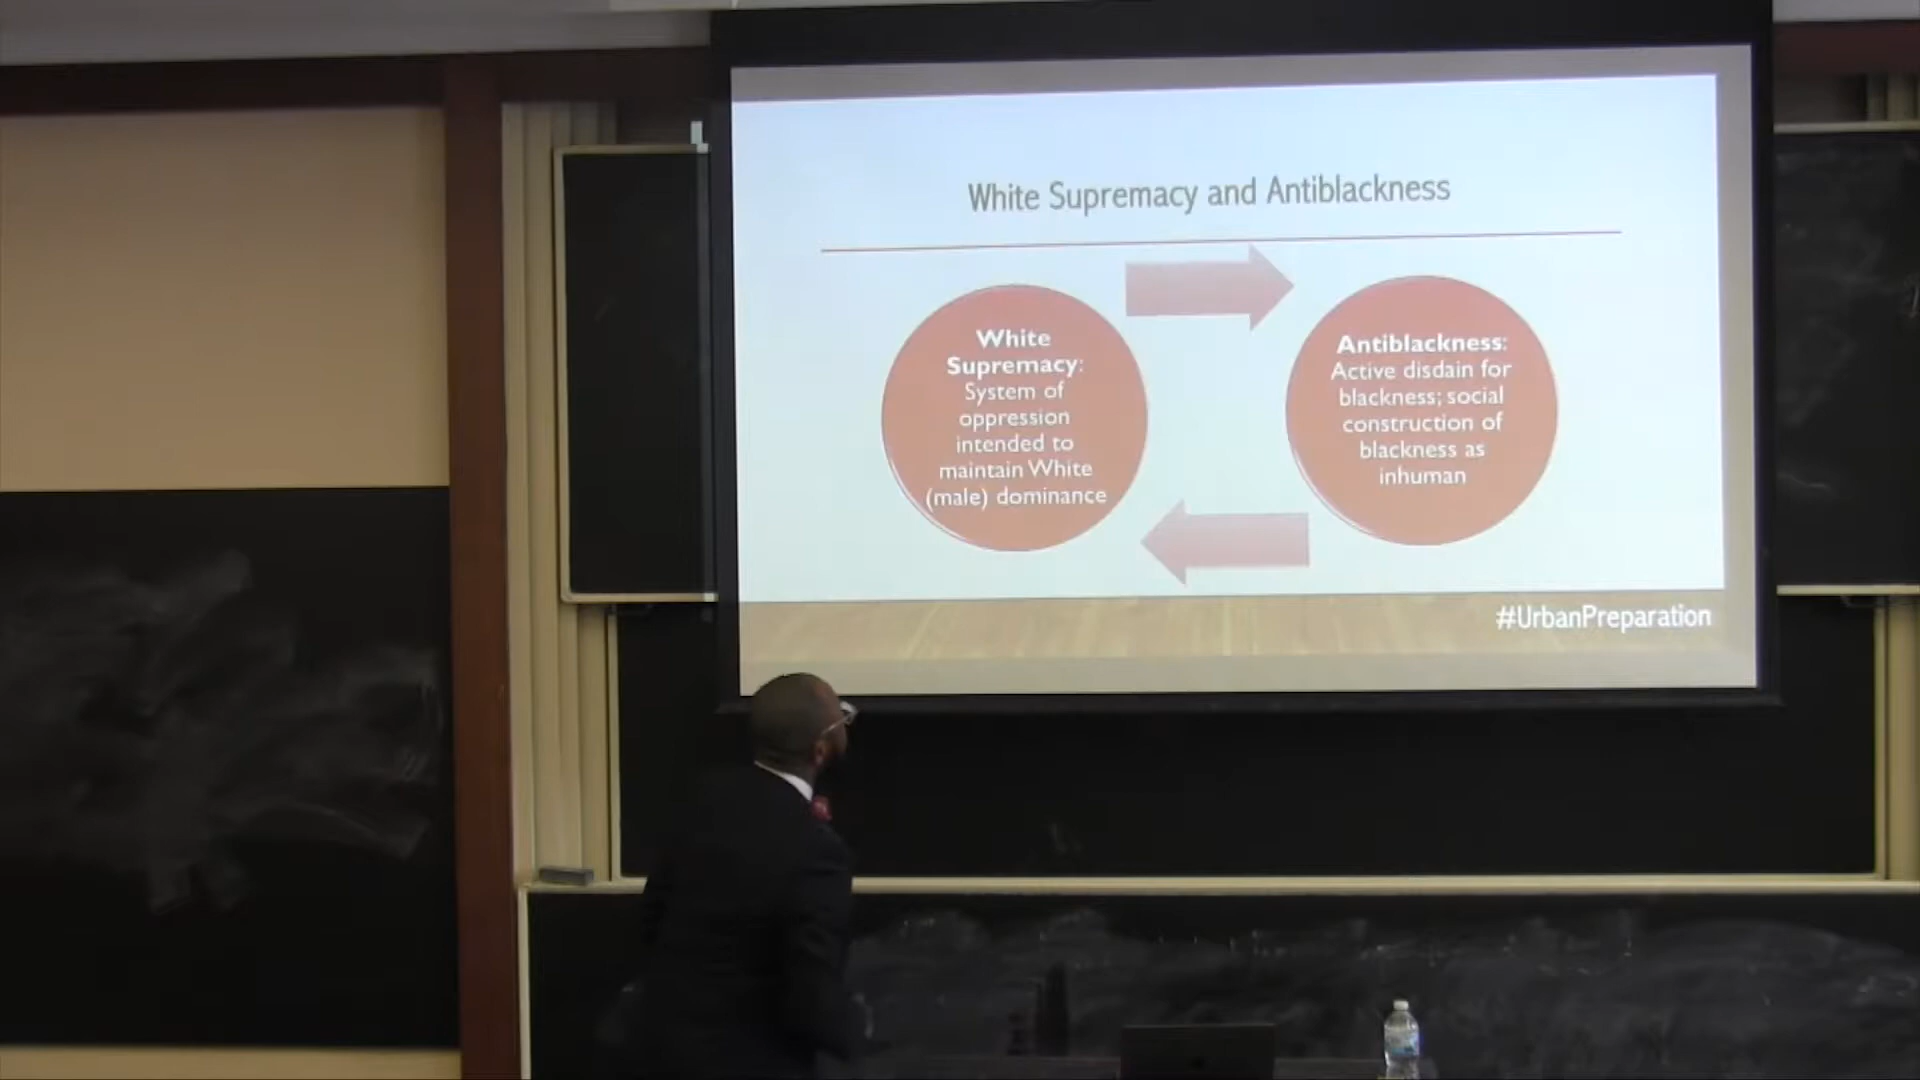 White Supremacy and Antiblackness
White
Supremacy:
System of
oppression
intended to
maintain White
(male) dominance
Antiblackness:
Active disdain for
blackness; social
construction of
blackness as
inhuman
#UrbanPreparation